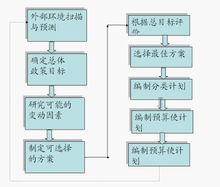 外部环境扫描
与预测
确定总体
政策目标
研究可能的
变动因素
制定可选择
的方案
根据总目标评
价
选择最佳方案
编制分类计划
编制预算使计
划
编制预算使计
划